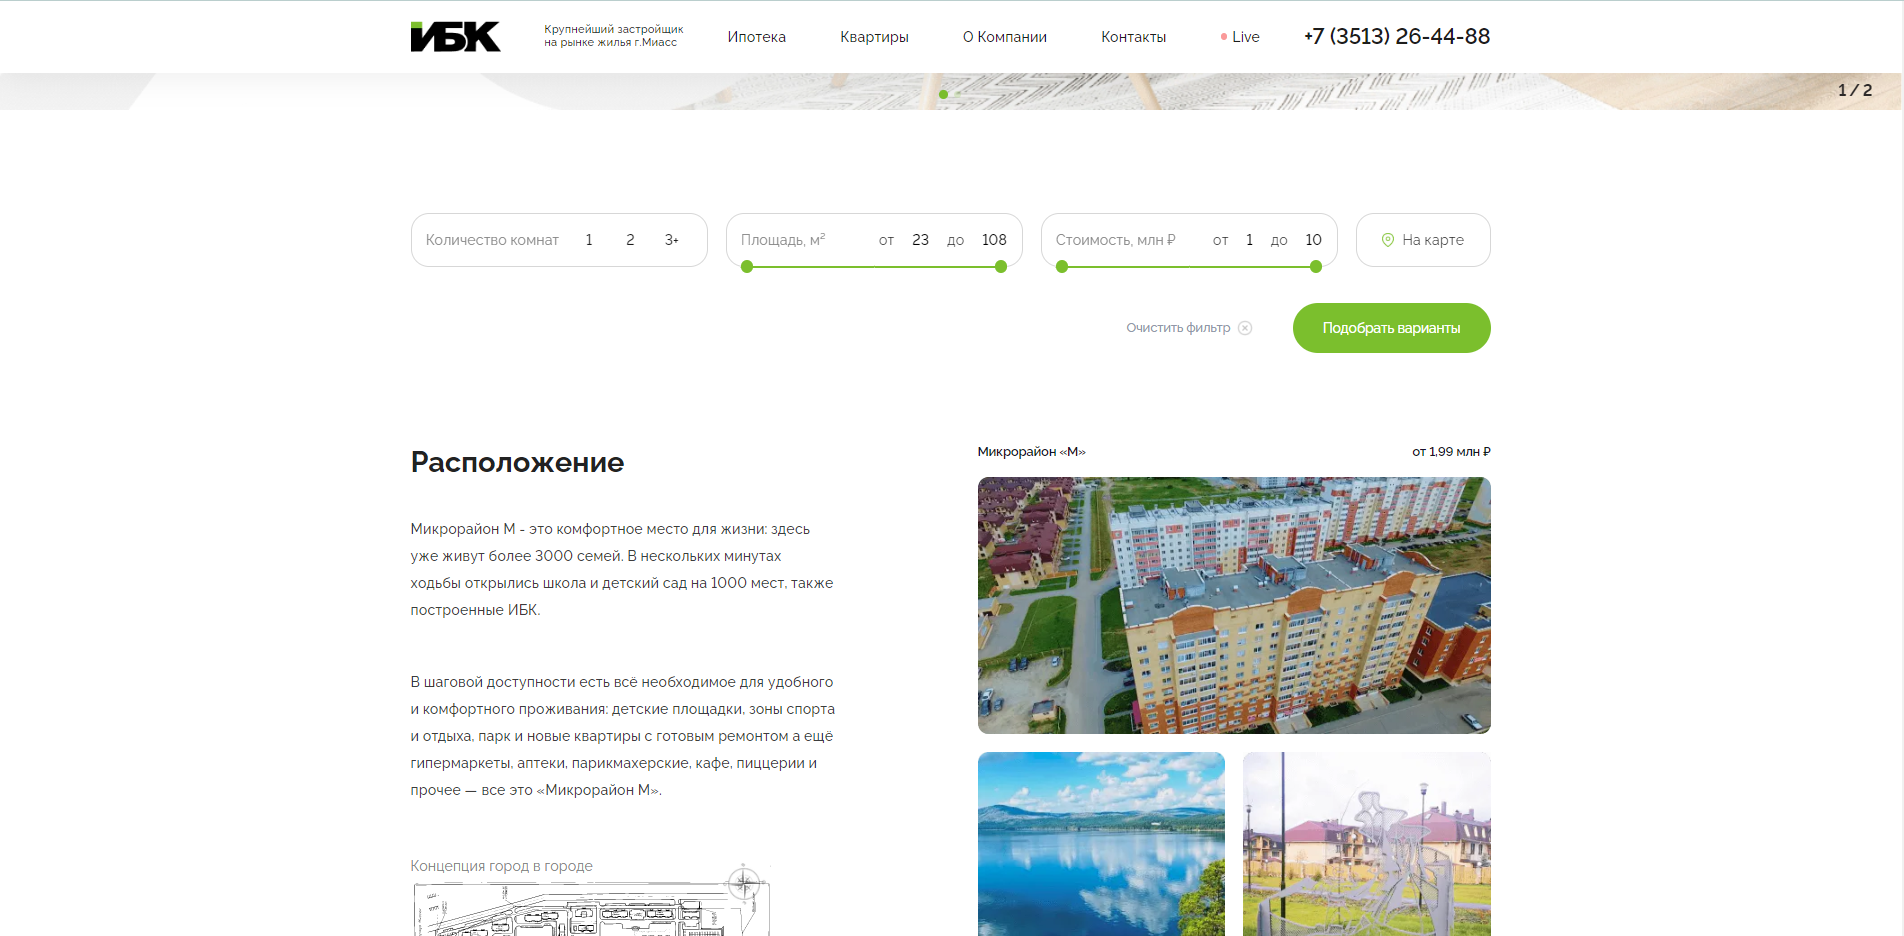 ИБК
Крупнейший застройщик
на рынке жилья г.Миасс
Ипотека
Квартиры
О Компании
Контакты
Live
+7 (3513) 26-44-88
1 / 2
Количество комнат 1 2 3+
Площадь, м² от 23 до 108
Стоимость, млн ₽ от 1 до 10
На карте
Очистить фильтр
Подобрать варианты
Расположение
Микрорайон М - это комфортное место для жизни: здесь
уже живут более 3000 семей. В нескольких минутах
ходьбы открылись школа и детский сад на 1000 мест, также
построенные ИБК.
В шаговой доступности есть всё необходимое для удобного
и комфортного проживания: детские площадки, зоны спорта
и отдыха, парк и новые квартиры с готовым ремонтом а ещё
гипермаркеты, аптеки, парикмахерские, кафе, пиццерии и
прочее — все это «Микрорайон М».
Концепция город в городе
Микрорайон «М»
от 1,99 млн ₽